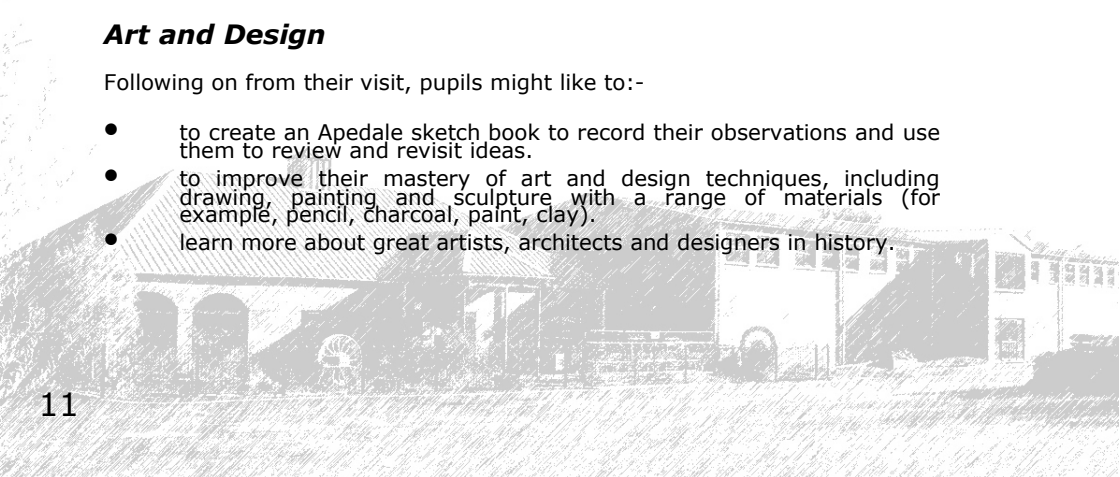 Art and Design
Following on from their visit, pupils might like to:-
• to create an Apedale sketch book to record their observations and use
them to review and revisit ideas.
• to improve their mastery of art and design techniques, including
drawing, painting and sculpture with a range of materials (for
example, pencil, charcoal, paint, clay).
• learn more about great artists, architects and designers in history.
11